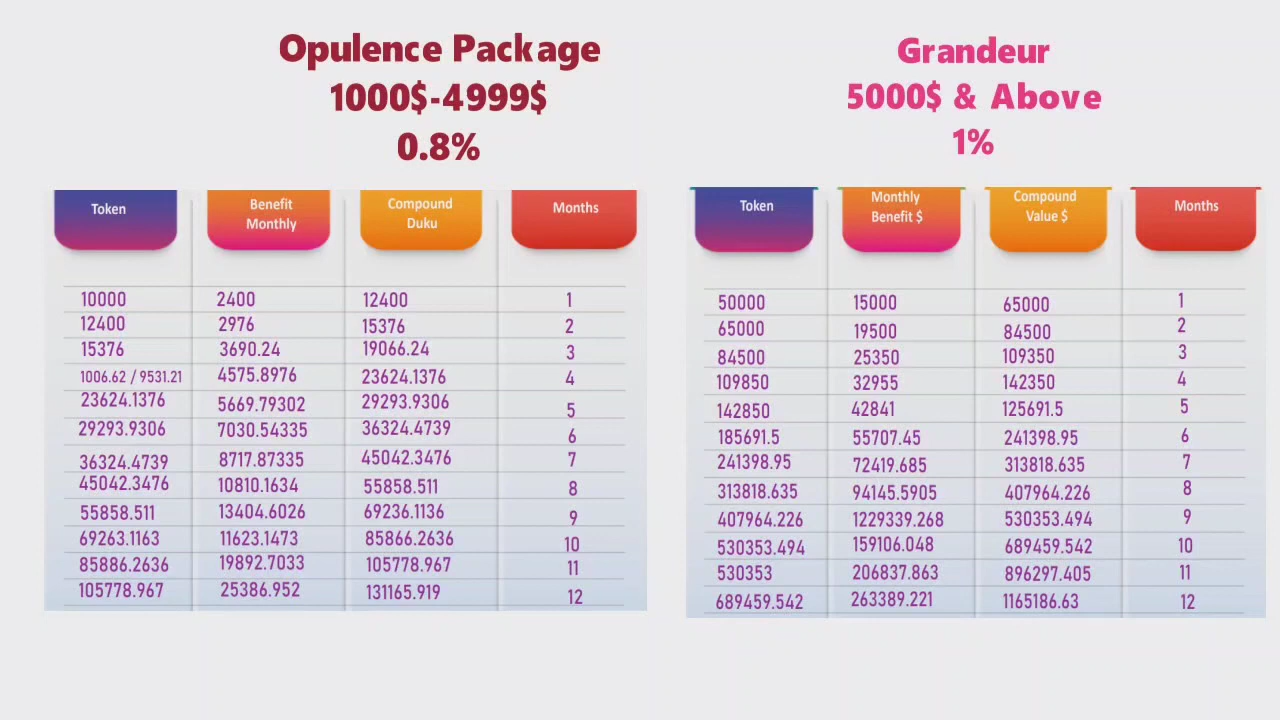 Opulence Package
1000$-4999$
0.8%
Token Benefit Monthly Compound Duku Months
10000 2400 12400 1
12400 2976 15376 2
15376 3690.24 19066.24 3
1006.62 / 9531.21 4575.8976 23624.1376 4
23624.1376 5669.79302 29293.9306 5
29293.9306 7030.54335 36324.4739 6
36324.4739 8717.87335 45042.3476 7
45042.3476 10810.1634 55858.511 8
55858.511 13404.6026 69236.1136 9
69263.1163 11623.1473 85866.2636 10
85886.2636 19892.7033 105778.967 11
105778.967 25386.952 131165.919 12
Grandeur
5000$ & Above
1%
Token Monthly Benefit $ Compound Value $ Months
50000 15000 65000 1
65000 19500 84500 2
84500 25350 109350 3
109850 32955 142350 4
142850 42841 125691.5 5
185691.5 55707.45 241398.95 6
241398.95 72419.685 313818.635 7
313818.635 94145.5905 407964.226 8
407964.226 1229339.268 530353.494 9
530353.494 159106.048 689459.542 10
530353 206837.863 896297.405 11
689459.542 263389.221 1165186.63 12